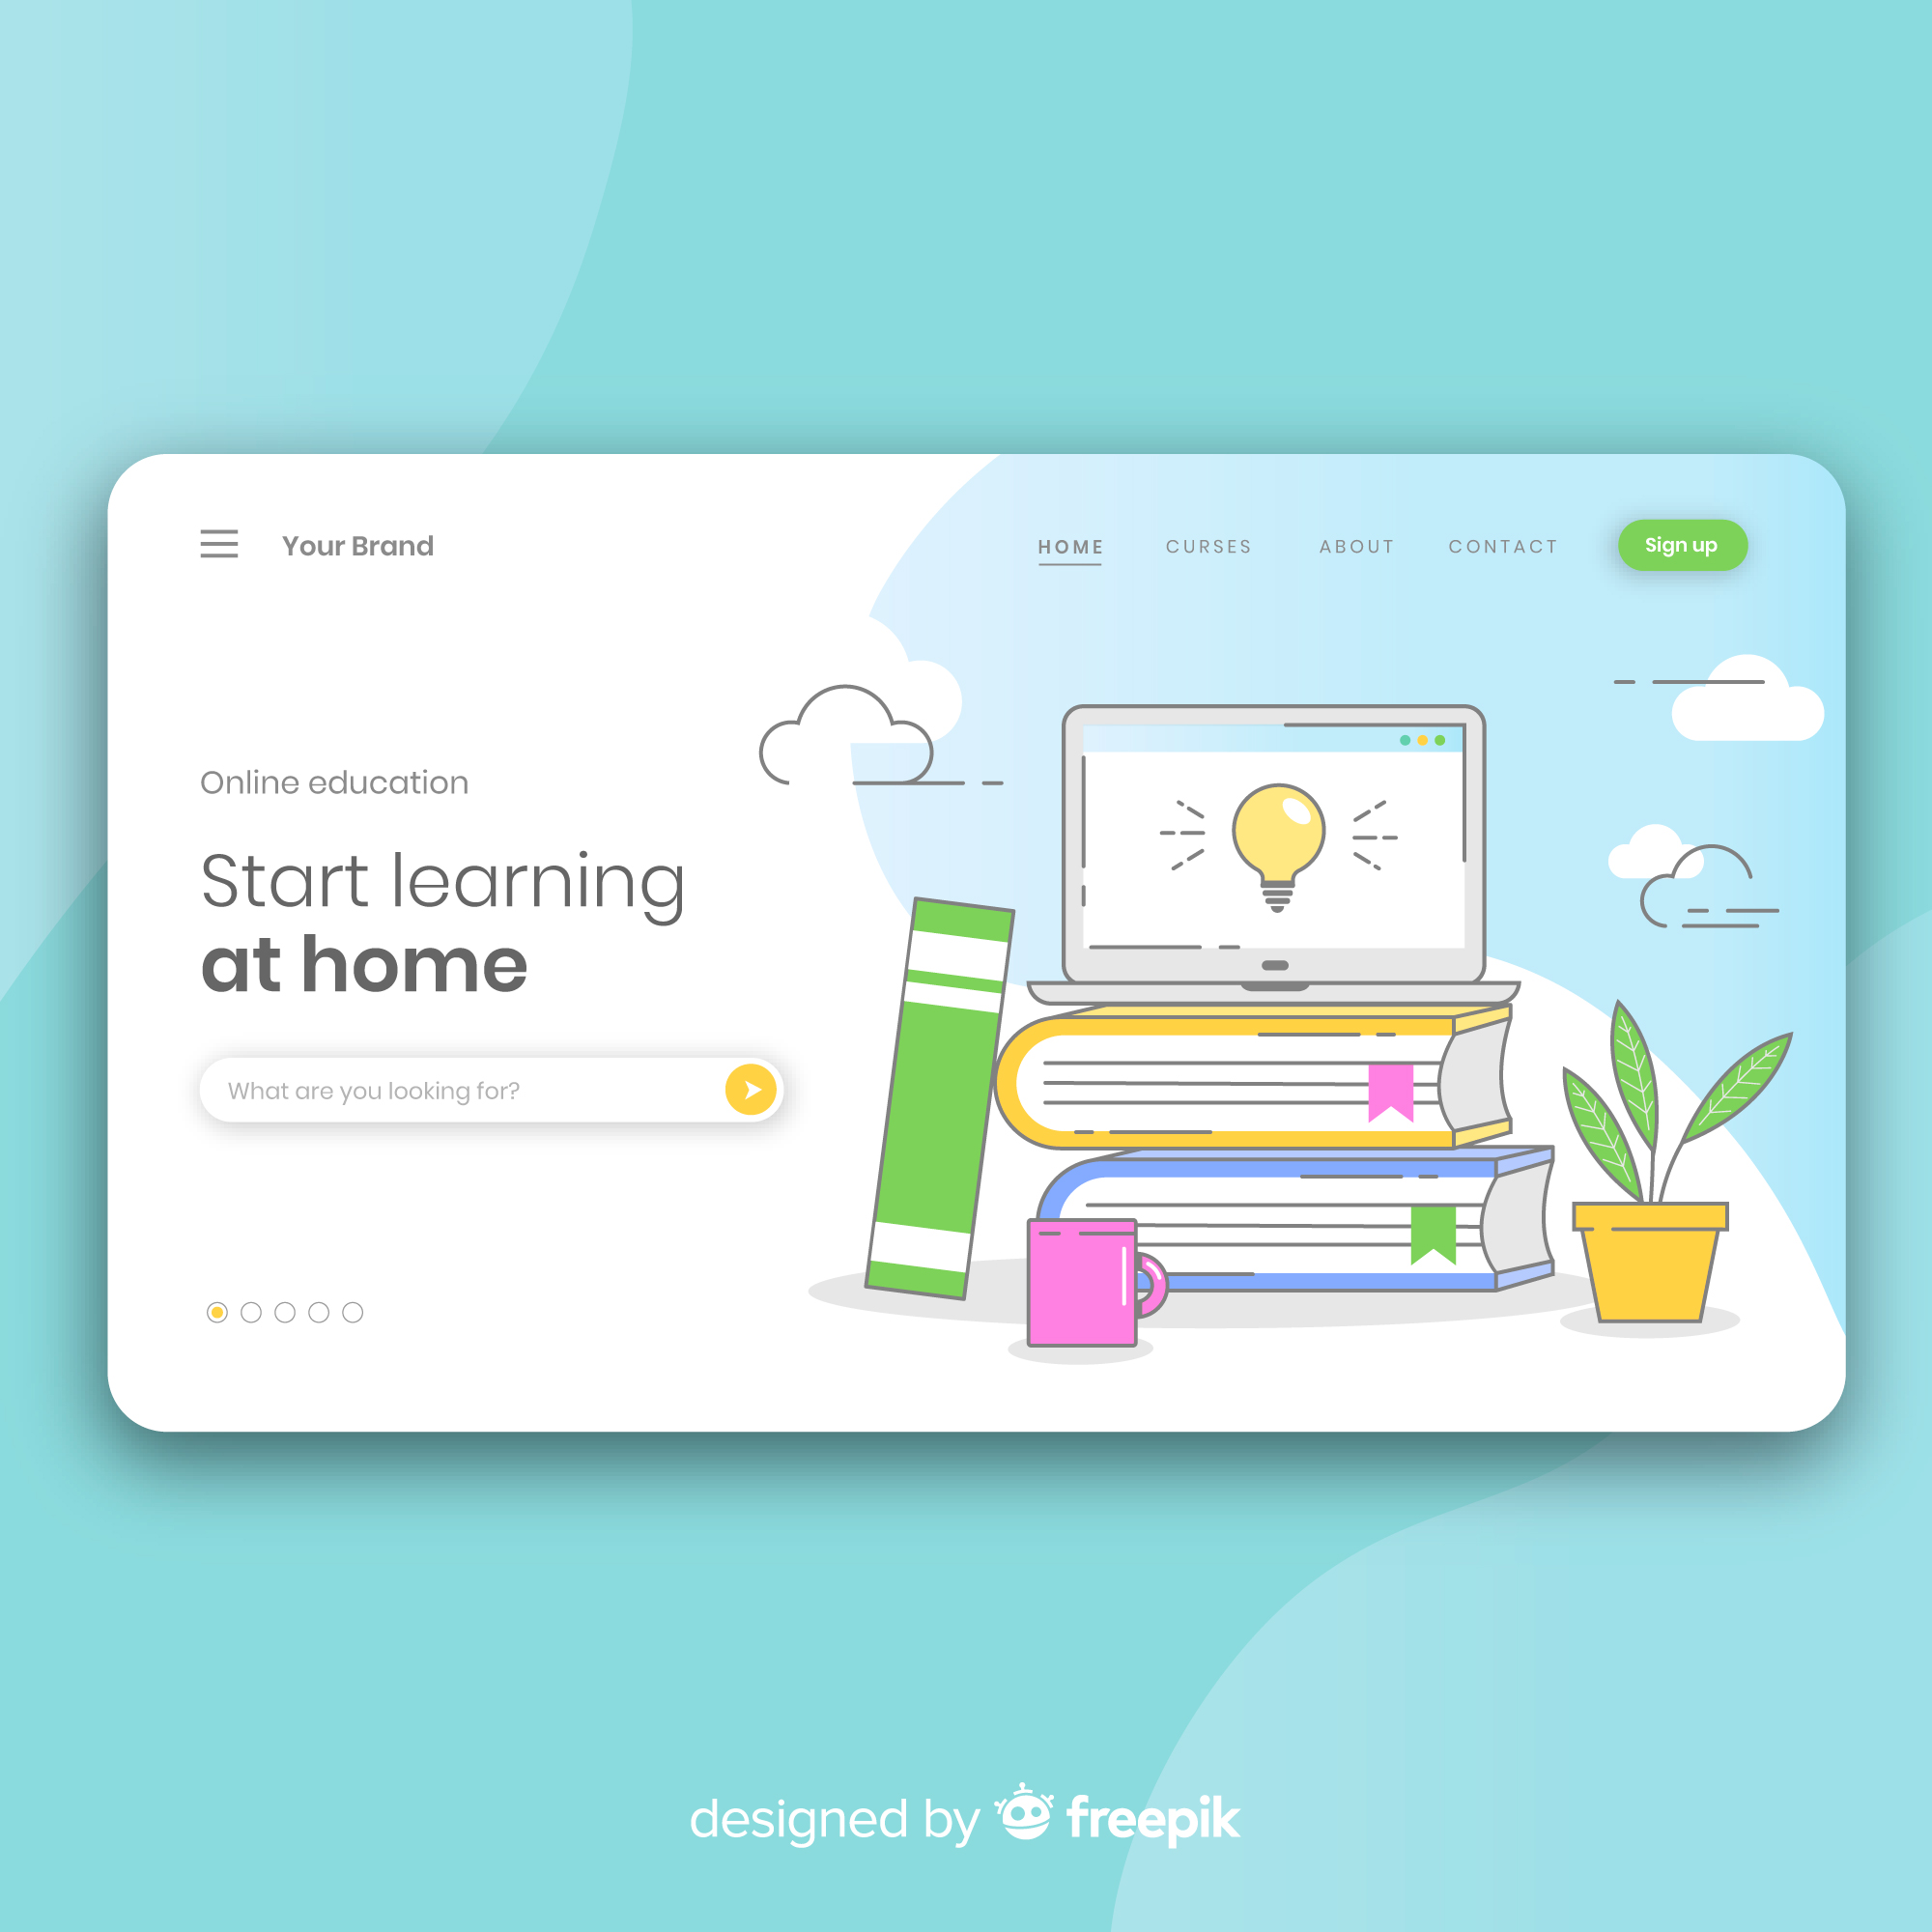 Your Brand
HOME CURSES ABOUT CONTACT Sign up
Online education
Start learning
at home
What are you looking for?
designed by freepik